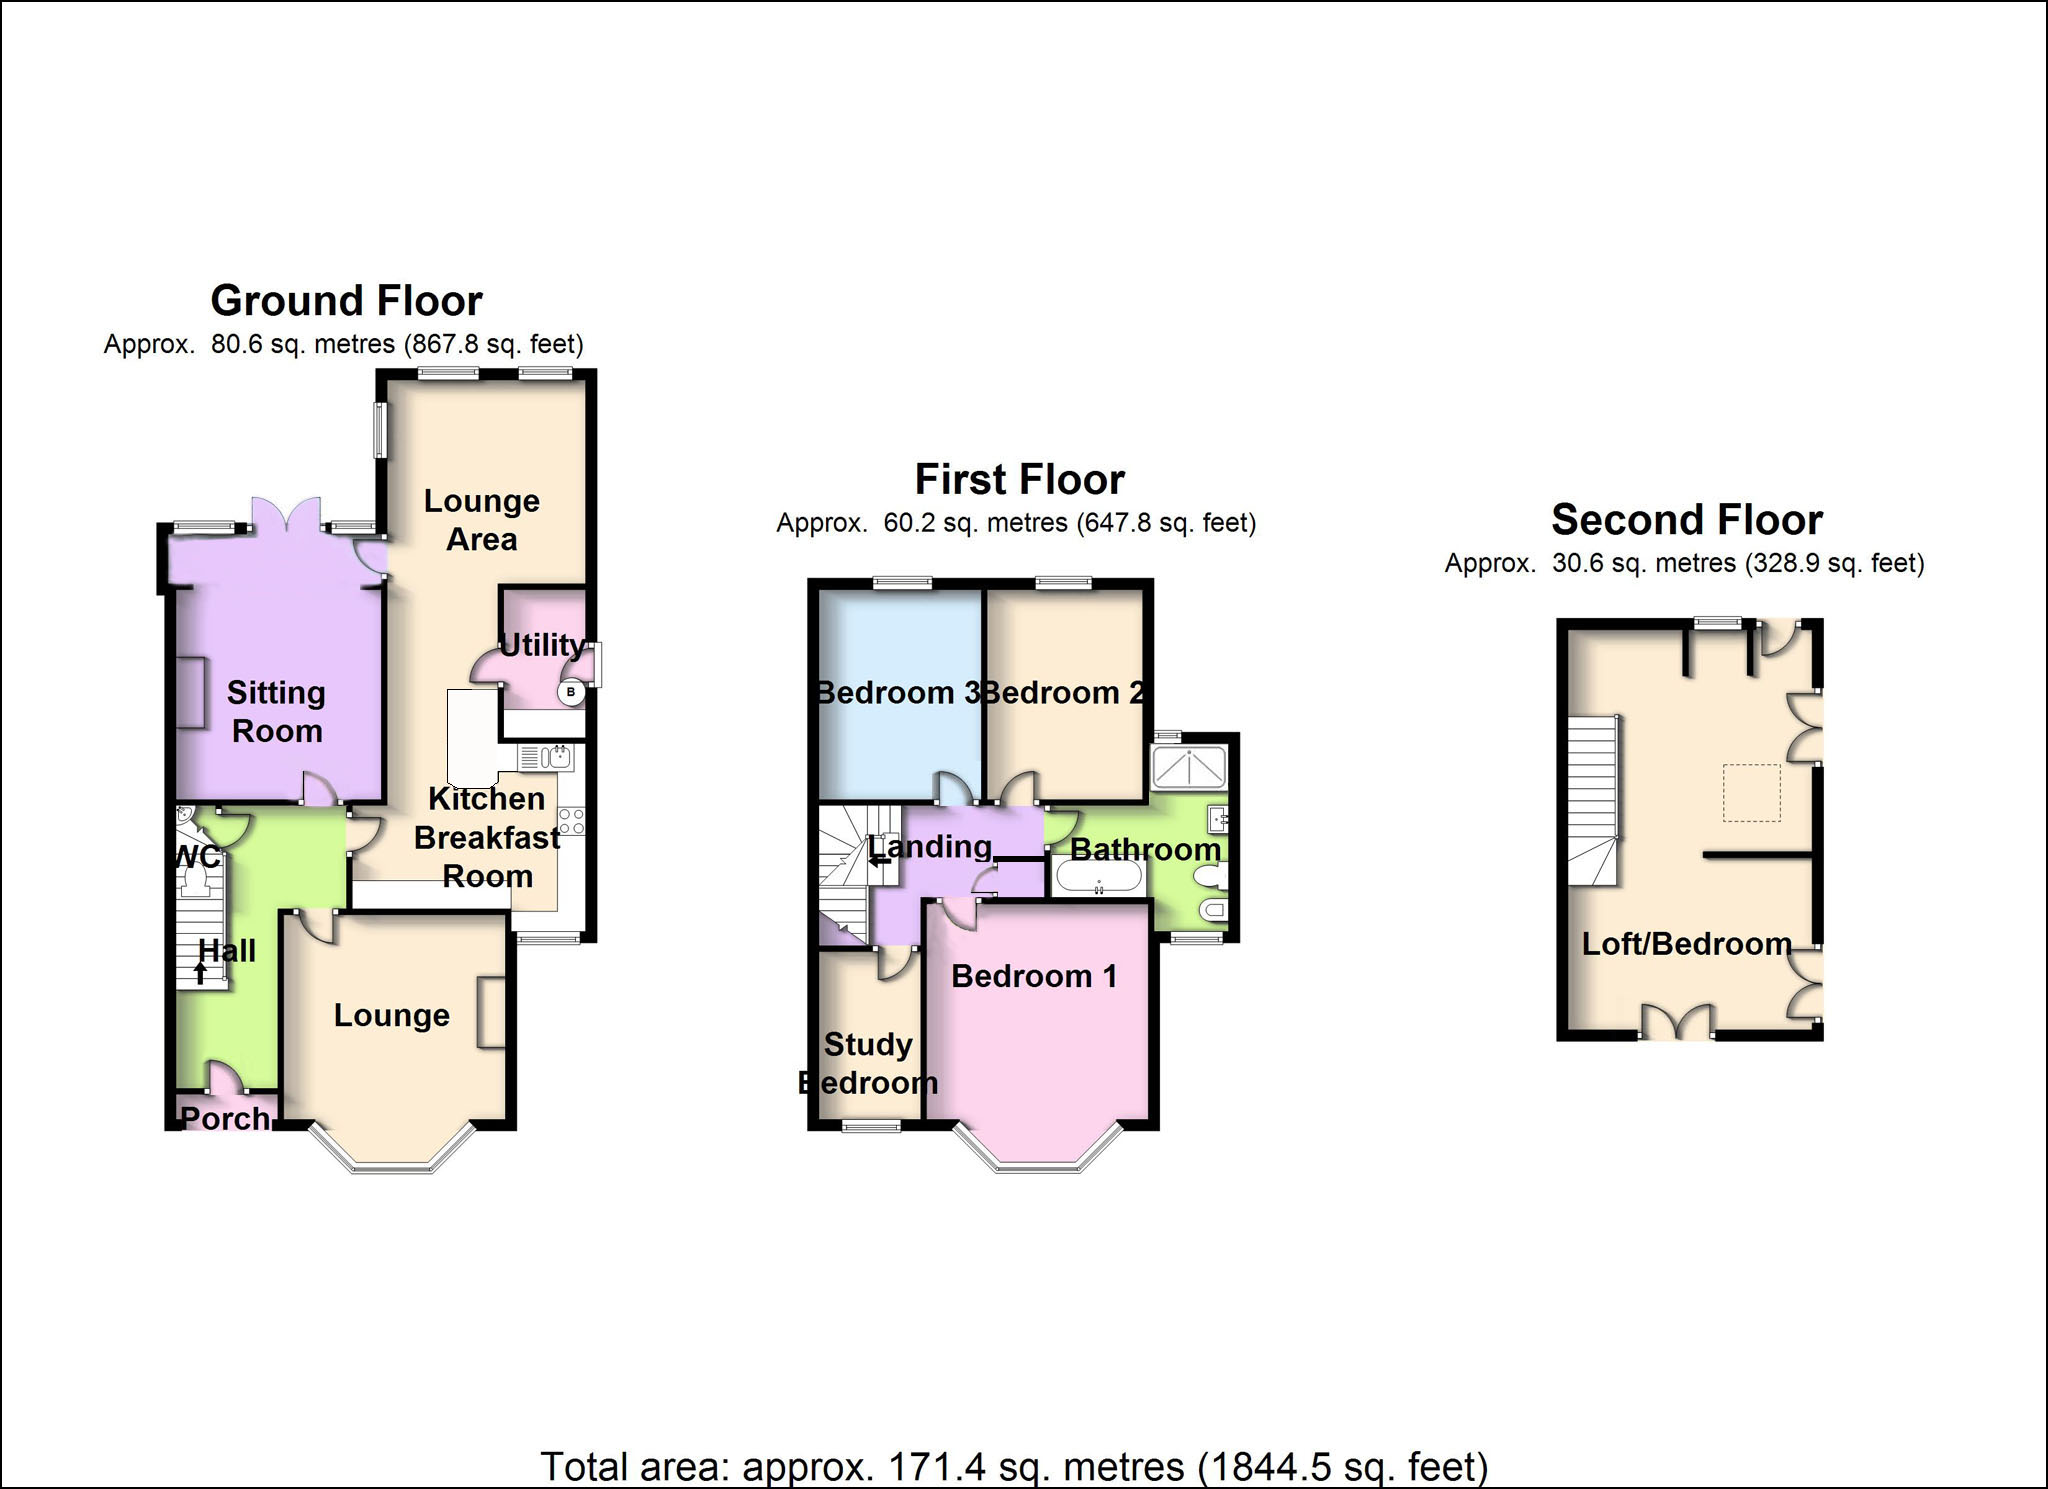 Ground Floor
Approx. 80.6 sq. metres (867.8 sq. feet)
Lounge
Area
Utility
B
Sitting
Room
Kitchen
Breakfast
Room
WC
Hall
Lounge
Porch
First Floor
Approx. 60.2 sq. metres (647.8 sq. feet)
Bedroom 3
Bedroom 2
Landing
Bathroom
Bedroom 1
Study
Bedroom
Second Floor
Approx. 30.6 sq. metres (328.9 sq. feet)
Loft/Bedroom
Total area: approx. 171.4 sq. metres (1844.5 sq. feet)